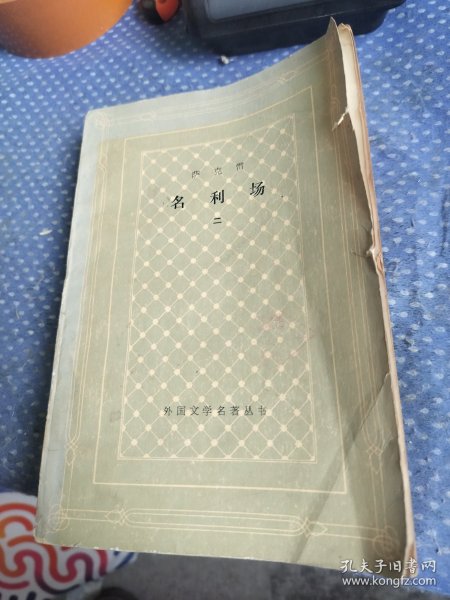 萨克雷
名利场
二
外国文学名著丛书
孔夫子旧书网
www.kongfz.com